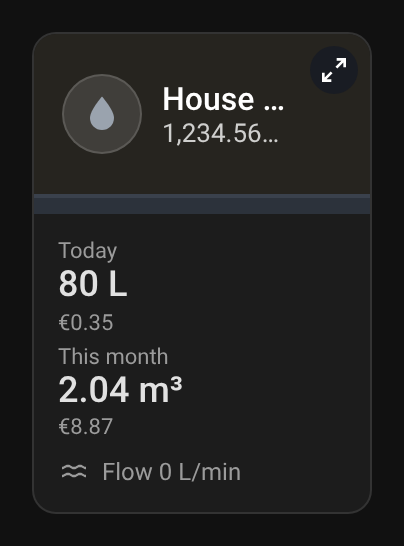 House ...
1,234.56...
Today
80 L
€0.35
This month
2.04 m³
€8.87
Flow 0 L/min